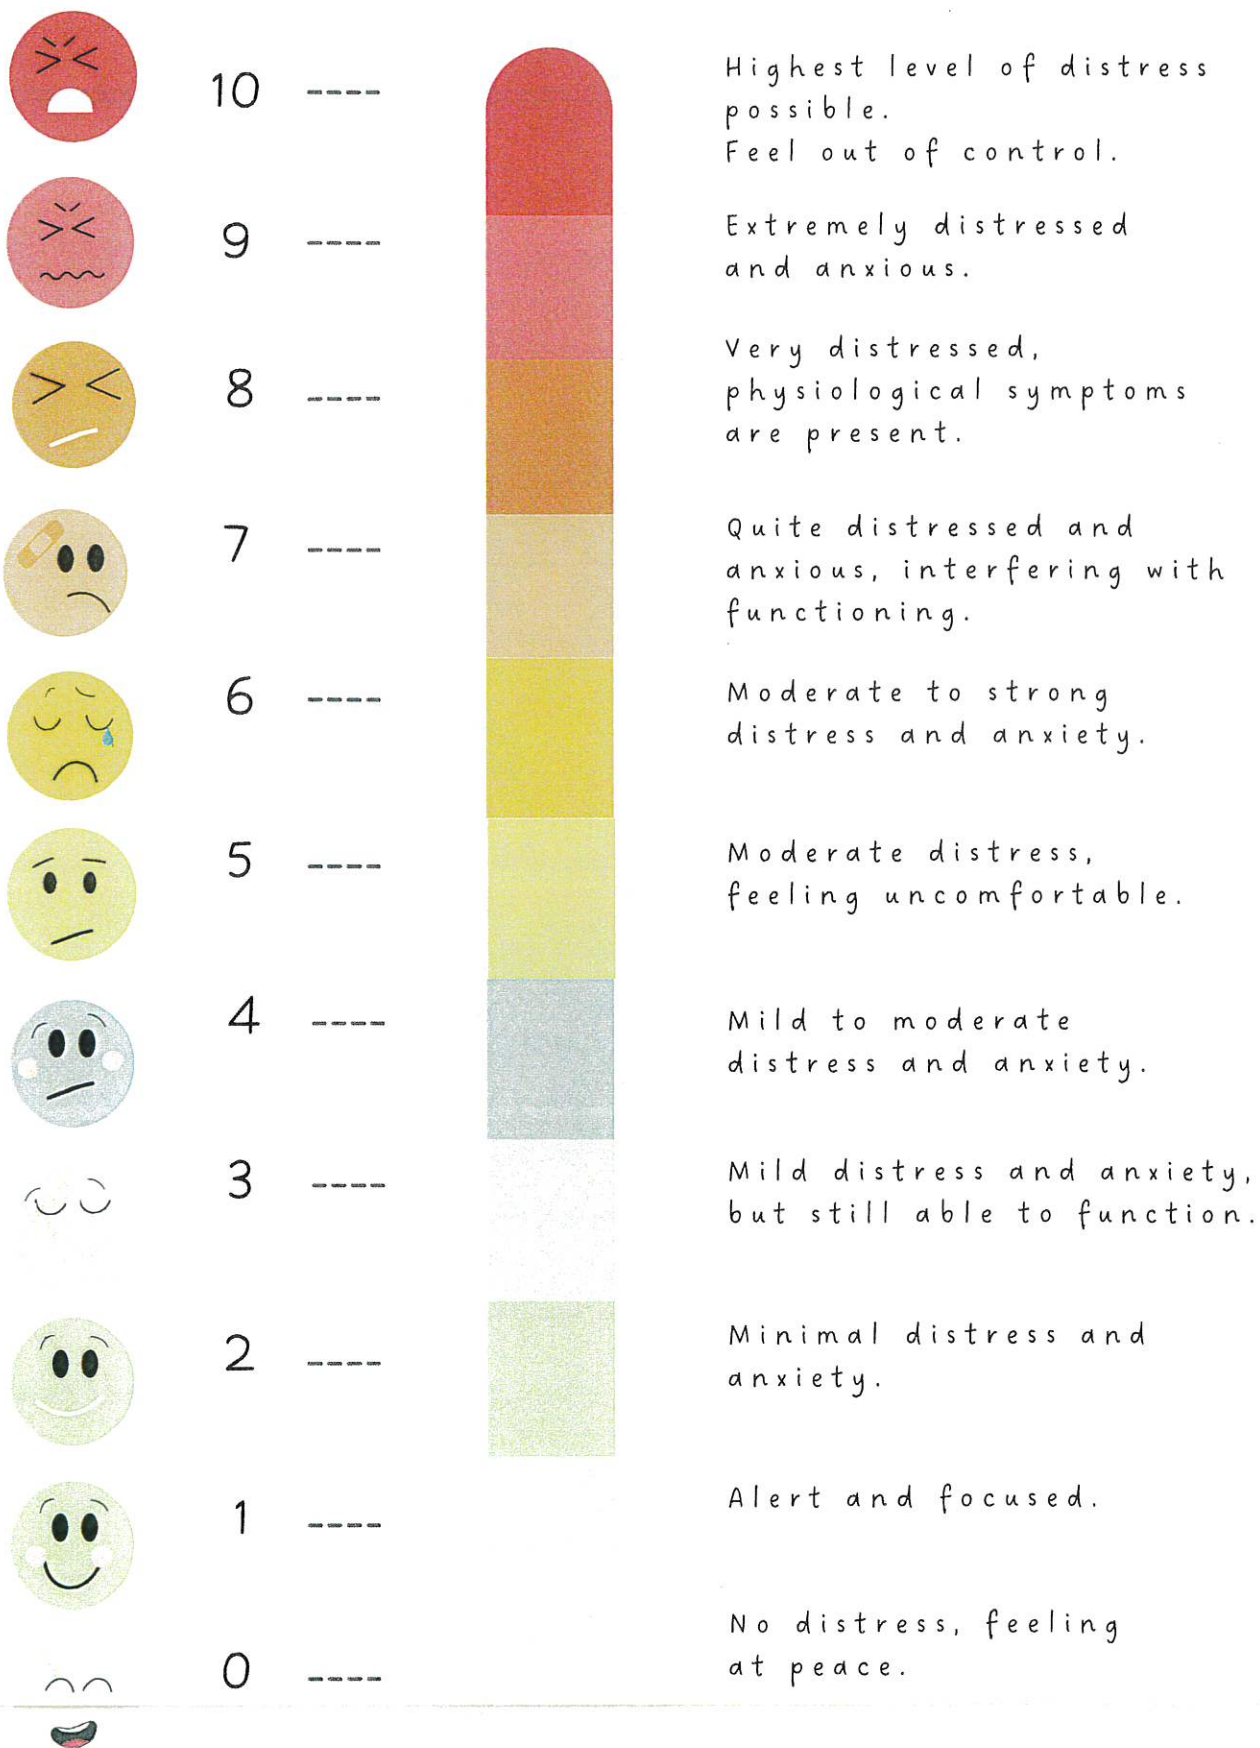 10 ----
Highest level of distress
possible.
Feel out of control.
9 ----
Extremely distressed
and anxious.
8 ----
Very distressed,
physiological symptoms
are present.
7 ----
Quite distressed and
anxious, interfering with
functioning.
6 ----
Moderate to strong
distress and anxiety.
5 ----
Moderate distress,
feeling uncomfortable.
4 ----
Mild to moderate
distress and anxiety.
3 ----
Mild distress and anxiety,
but still able to function.
2 ----
Minimal distress and
anxiety.
1 ----
Alert and focused.
0 ----
No distress, feeling
at peace.